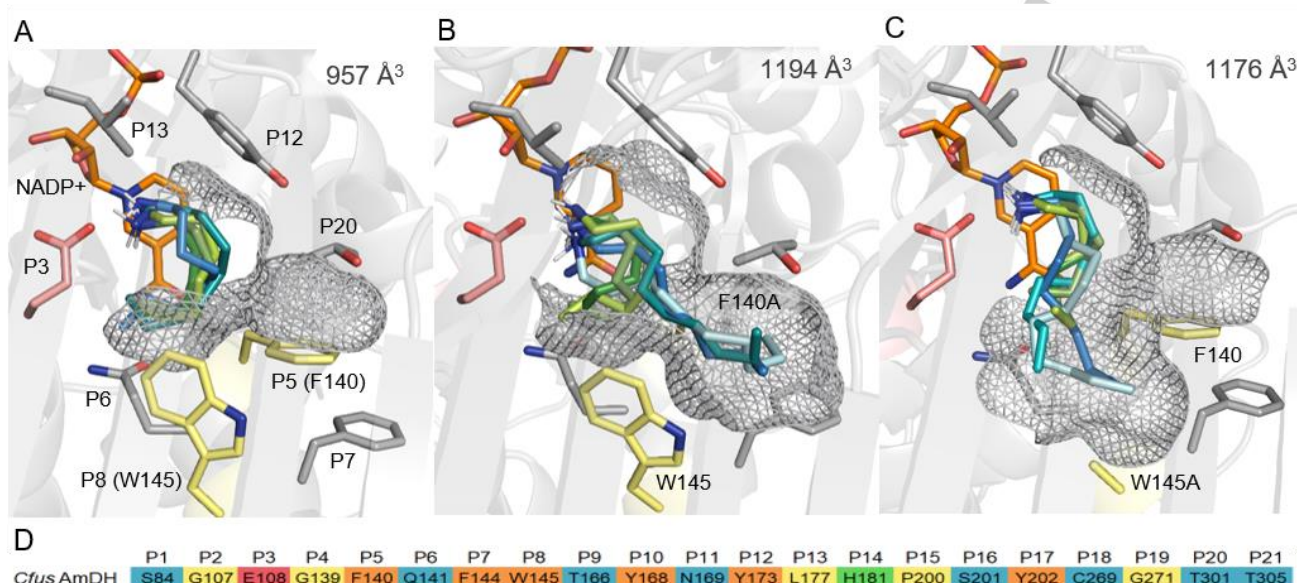 A
957 Å³
P13
P12
NADP+
P20
P3
P6
P5 (F140)
P7
P8 (W145)
B
1194 Å³
F140A
W145
C
1176 Å³
F140
W145A
D
P1 P2 P3 P4 P5 P6 P7 P8 P9 P10 P11 P12 P13 P14 P15 P16 P17 P18 P19 P20 P21
Cfus AmDH S84 G107 E108 G139 F140 Q141 F144 W145 T166 Y168 N169 Y173 L177 H181 P200 S201 Y202 C269 G271 T305